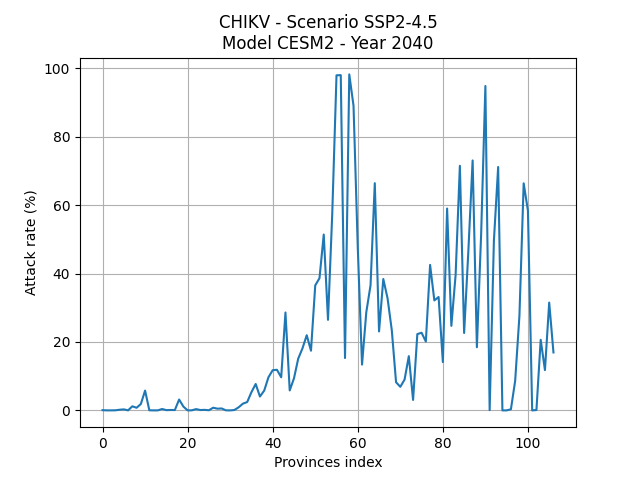 CHIKV - Scenario SSP2-4.5
Model CESM2 - Year 2040
Attack rate (%)
100
80
60
40
20
0
0 20 40 60 80 100
Provinces index